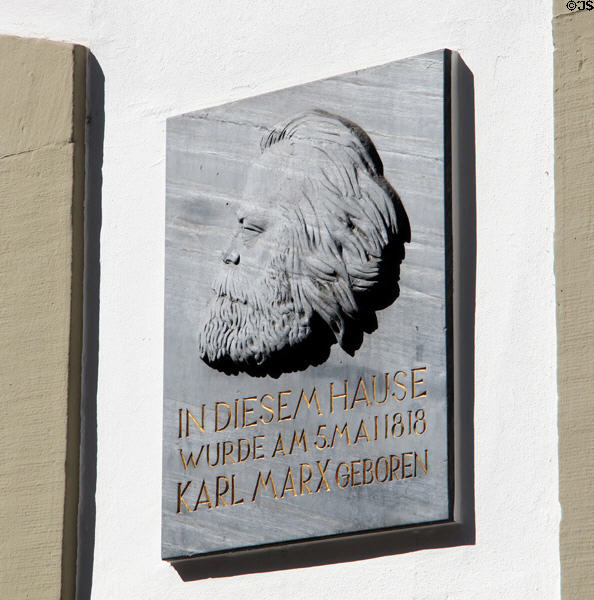 ©JS
IN DIESEM HAUSE
WURDE AM 5.MAI 1818
KARL MARX GEBOREN